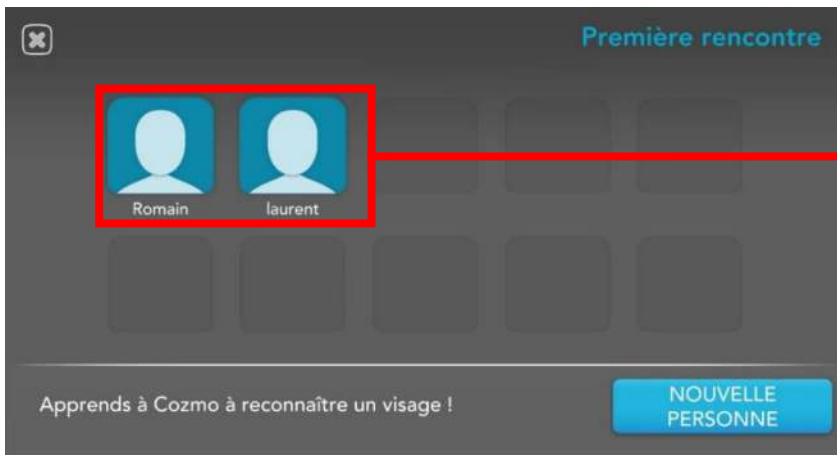 Première rencontre
Romain
laurent
Apprends à Cozmo à reconnaître un visage !
NOUVELLE
PERSONNE